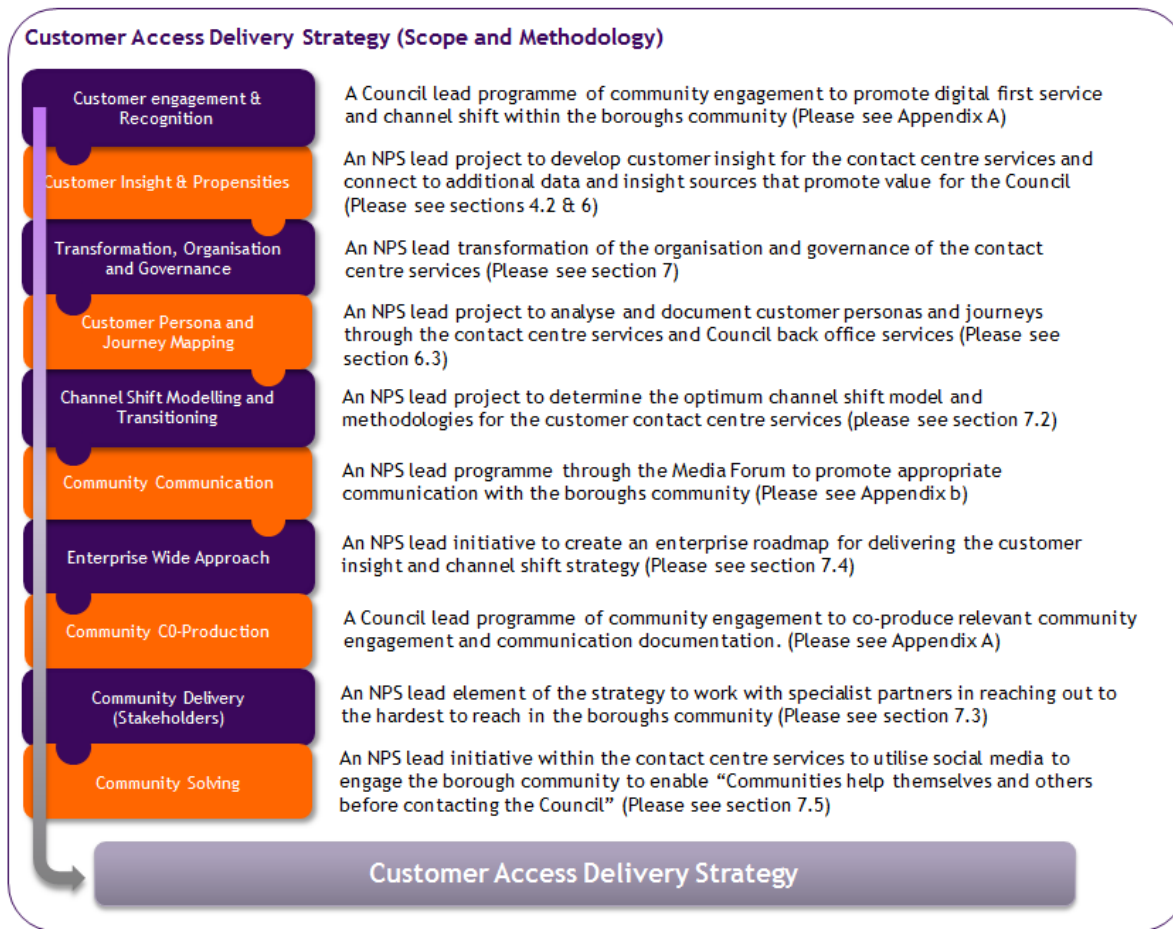 Customer Access Delivery Strategy (Scope and Methodology)
Customer engagement &
Recognition
A Council lead programme of community engagement to promote digital first service
and channel shift within the boroughs community (Please see Appendix A)
Customer Insight & Propensities
An NPS lead project to develop customer insight for the contact centre services and
connect to additional data and insight sources that promote value for the Council
(Please see sections 4.2 & 6)
Transformation, Organisation
and Governance
An NPS lead transformation of the organisation and governance of the contact
centre services (Please see section 7)
Customer Persona and
Journey Mapping
An NPS lead project to analyse and document customer personas and journeys
through the contact centre services and Council back office services (Please see
section 6.3)
Channel Shift Modelling and
Transitioning
An NPS lead project to determine the optimum channel shift model and
methodologies for the customer contact centre services (please see section 7.2)
Community Communication
An NPS lead programme through the Media Forum to promote appropriate
communication with the boroughs community (Please see Appendix b)
Enterprise Wide Approach
An NPS lead initiative to create an enterprise roadmap for delivering the customer
insight and channel shift strategy (Please see section 7.4)
Community C0-Production
A Council lead programme of community engagement to co-produce relevant community
engagement and communication documentation. (Please see Appendix A)
Community Delivery
(Stakeholders)
An NPS lead element of the strategy to work with specialist partners in reaching out to
the hardest to reach in the boroughs community (Please see section 7.3)
Community Solving
An NPS lead initiative within the contact centre services to utilise social media to
engage the borough community to enable “Communities help themselves and others
before contacting the Council” (Please see section 7.5)
Customer Access Delivery Strategy